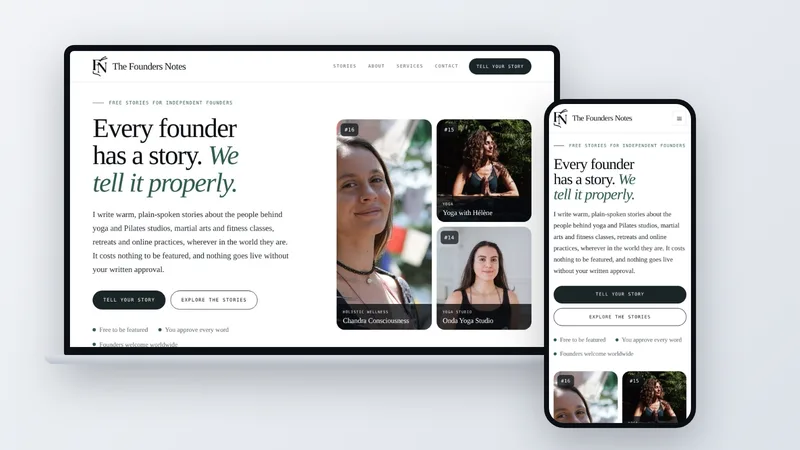 FN The Founders Notes
STORIES ABOUT SERVICES CONTACT TELL YOUR STORY
FREE STORIES FOR INDEPENDENT FOUNDERS
Every founder
has a story. We
tell it properly.
I write warm, plain-spoken stories about the people behind
yoga and Pilates studios, martial arts and fitness classes,
retreats and online practices, wherever in the world they are.
It costs nothing to be featured, and nothing goes live without
your written approval.
TELL YOUR STORY EXPLORE THE STORIES
Free to be featured You approve every word
Founders welcome worldwide
#16
HOLISTIC WELLNESS
Chandra Consciousness
#15
YOGA
Yoga with Hélène
#14
YOGA STUDIO
Onda Yoga Studio
FN The Founders Notes
FREE STORIES FOR INDEPENDENT FOUNDERS
Every founder
has a story. We
tell it properly.
I write warm, plain-spoken stories about the
people behind yoga and Pilates studios, martial
arts and fitness classes, retreats and online
practices, wherever in the world they are. It costs
nothing to be featured, and nothing goes live
without your written approval.
TELL YOUR STORY
EXPLORE THE STORIES
Free to be featured You approve every word
Founders welcome worldwide
#16
#15